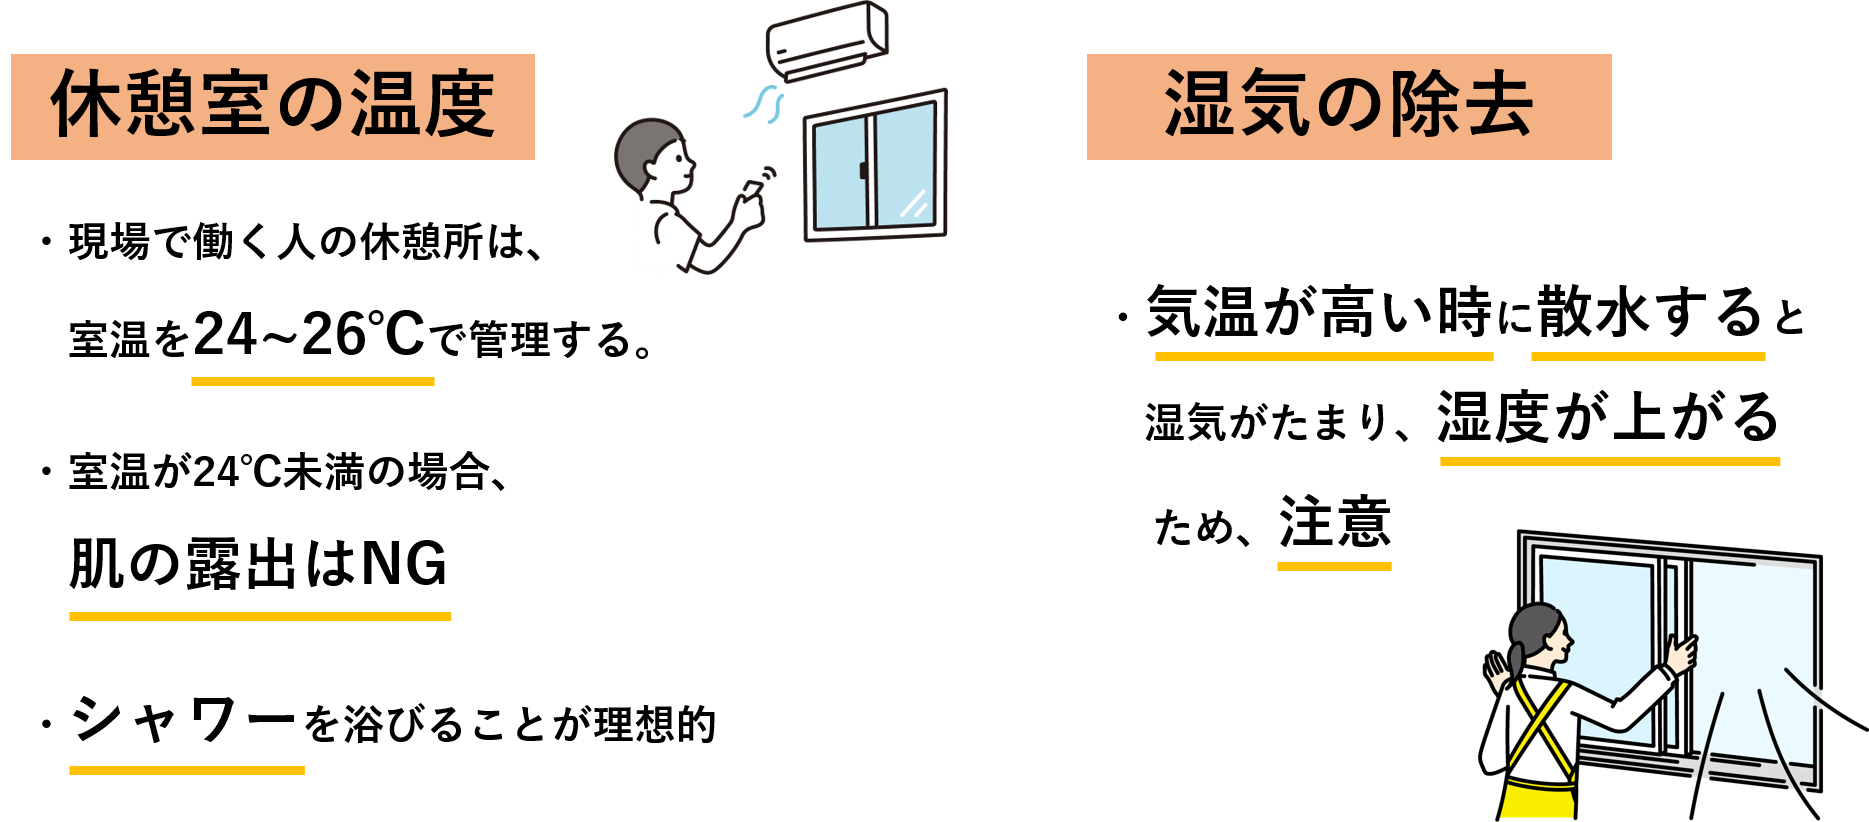 休憩室の温度
・現場で働く人の休憩所は、
室温を24~26℃で管理する。
・室温が24℃未満の場合、
肌の露出はNG
・シャワーを浴びることが理想的
湿気の除去
・気温が高い時に散水すると
湿気がたまり、湿度が上がる
ため、注意